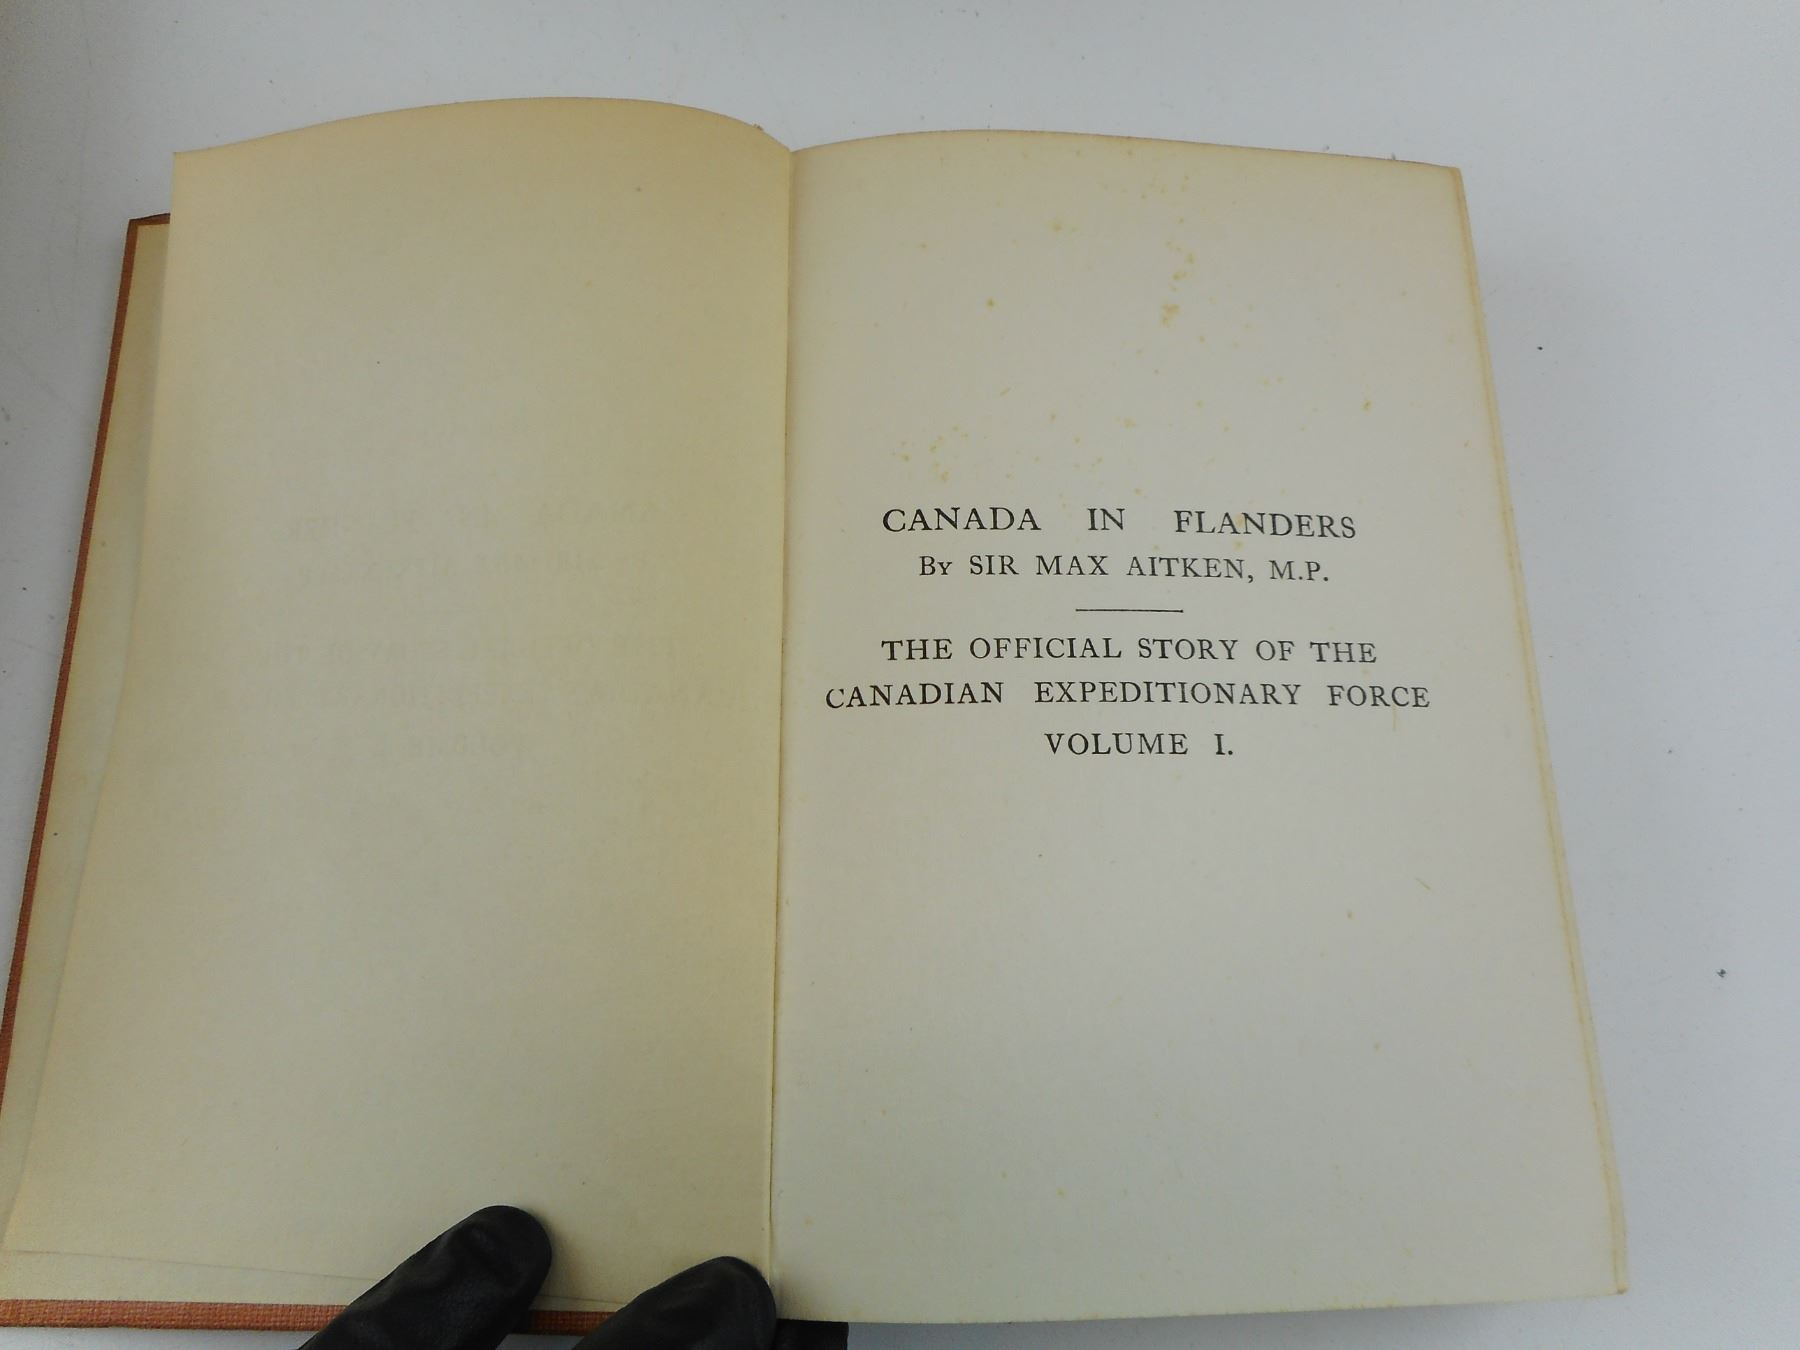 CANADA IN FLANDERS
By SIR MAX AITKEN, M.P.
THE OFFICIAL STORY OF THE
CANADIAN EXPEDITIONARY FORCE
VOLUME I.